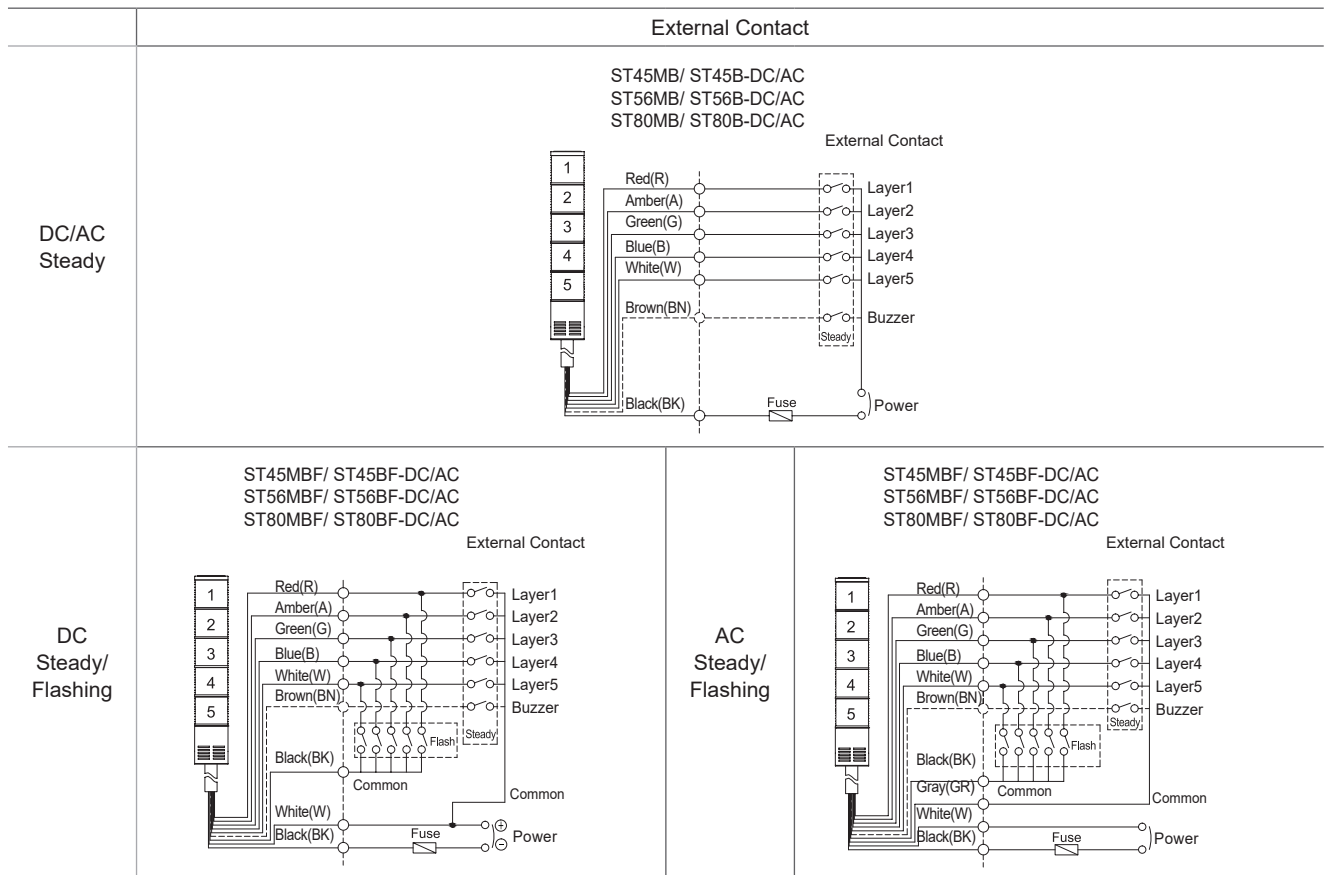 External Contact
DC/AC
Steady
ST45MB/ ST45B-DC/AC
ST56MB/ ST56B-DC/AC
ST80MB/ ST80B-DC/AC
External Contact
1
2
3
4
5
Red(R)
Amber(A)
Green(G)
Blue(B)
White(W)
Brown(BN)
Black(BK)
Layer1
Layer2
Layer3
Layer4
Layer5
Buzzer
Steady
Fuse
Power
DC
Steady/
Flashing
ST45MBF/ ST45BF-DC/AC
ST56MBF/ ST56BF-DC/AC
ST80MBF/ ST80BF-DC/AC
External Contact
1
2
3
4
5
Red(R)
Amber(A)
Green(G)
Blue(B)
White(W)
Brown(BN)
Black(BK)
White(W)
Black(BK)
Layer1
Layer2
Layer3
Layer4
Layer5
Buzzer
Steady
Flash
Common
Common
Fuse
+
−
Power
AC
Steady/
Flashing
ST45MBF/ ST45BF-DC/AC
ST56MBF/ ST56BF-DC/AC
ST80MBF/ ST80BF-DC/AC
External Contact
1
2
3
4
5
Red(R)
Amber(A)
Green(G)
Blue(B)
White(W)
Brown(BN)
Black(BK)
Gray(GR)
White(W)
Black(BK)
Layer1
Layer2
Layer3
Layer4
Layer5
Buzzer
Steady
Flash
Common
Common
Fuse
Power